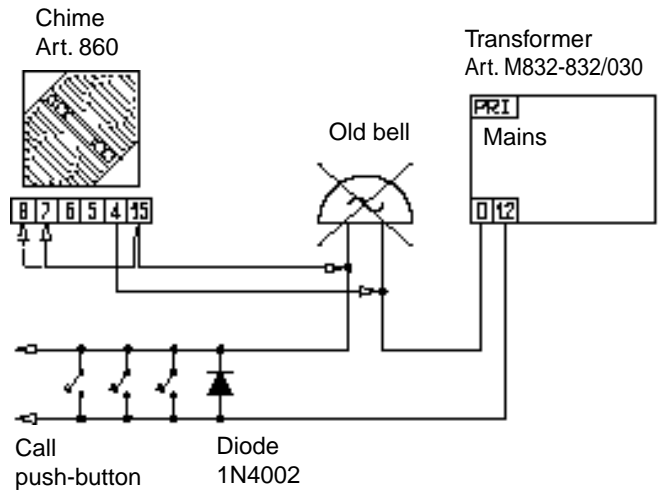 Chime
Art. 860
Transformer
Art. M832-832/030
PRI
Mains
Old bell
8 7 6 5 4 15
0 12
Call
push-button
Diode
1N4002